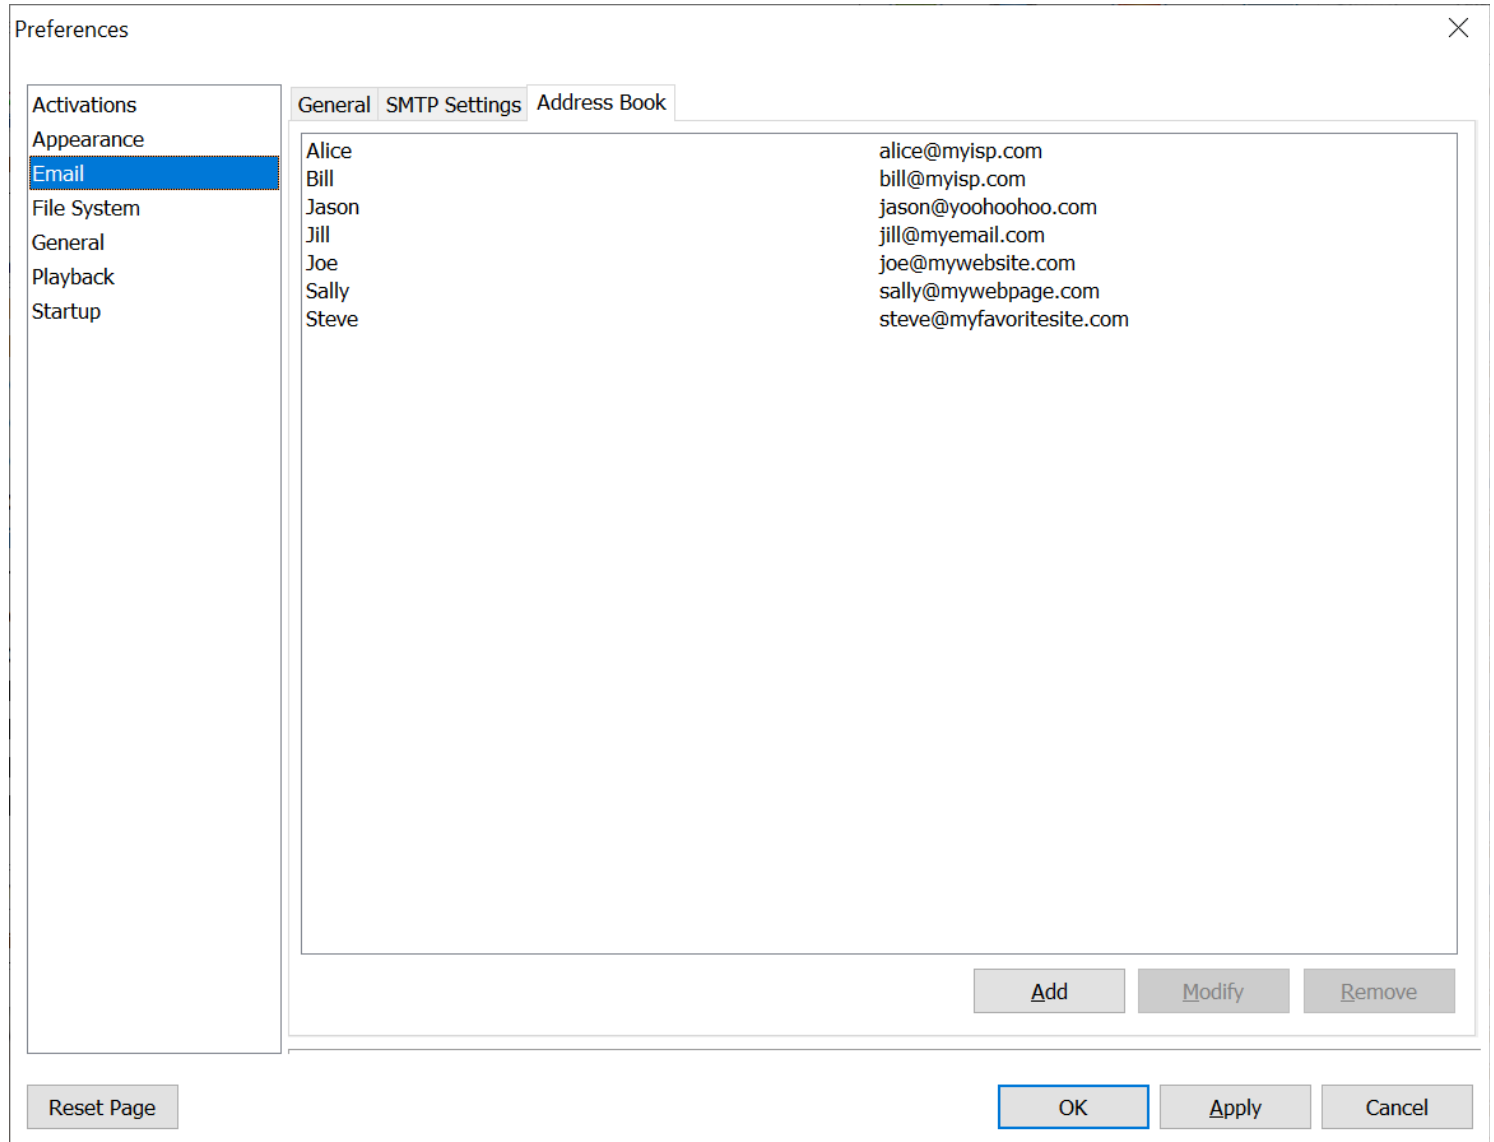 Preferences
Activations
Appearance
Email
File System
General
Playback
Startup
General SMTP Settings Address Book
Alice alice@myisp.com
Bill bill@myisp.com
Jason jason@yoohoohoo.com
Jill jill@myemail.com
Joe joe@mywebsite.com
Sally sally@mywebpage.com
Steve steve@myfavoritesite.com
Add Modify Remove
Reset Page OK Apply Cancel